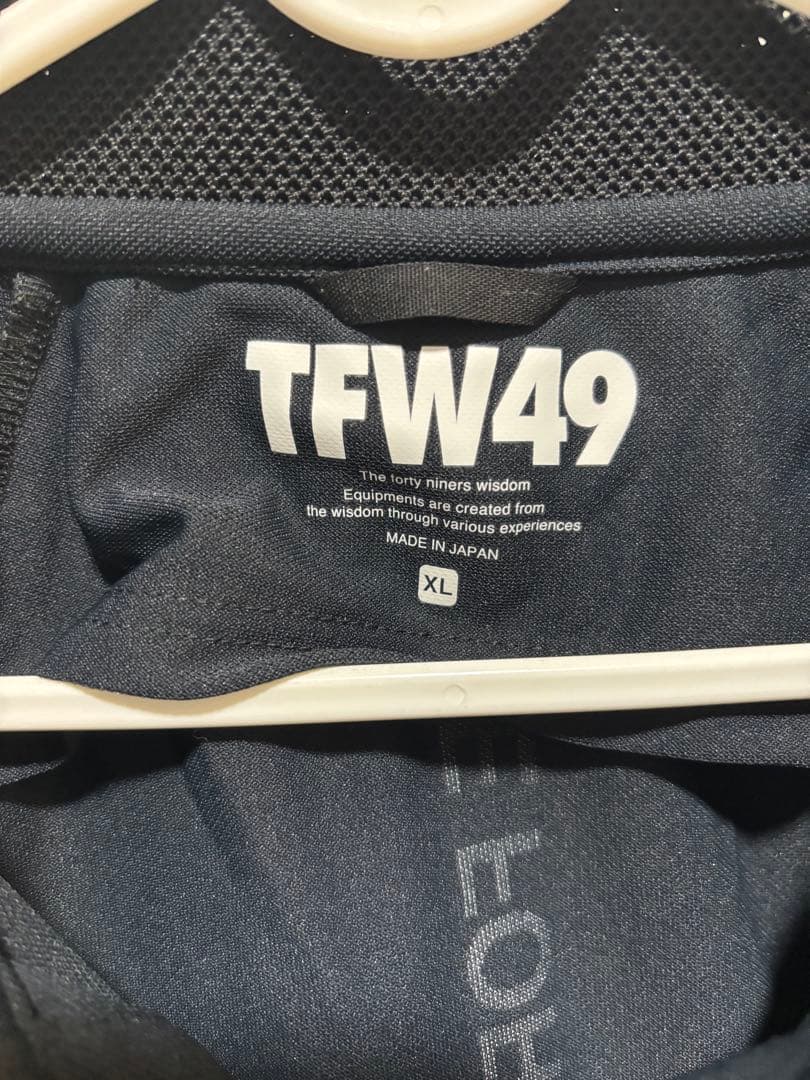 TFW49
The forty niners wisdom
Equipments are created from
the wisdom through various experiences
MADE IN JAPAN
XL